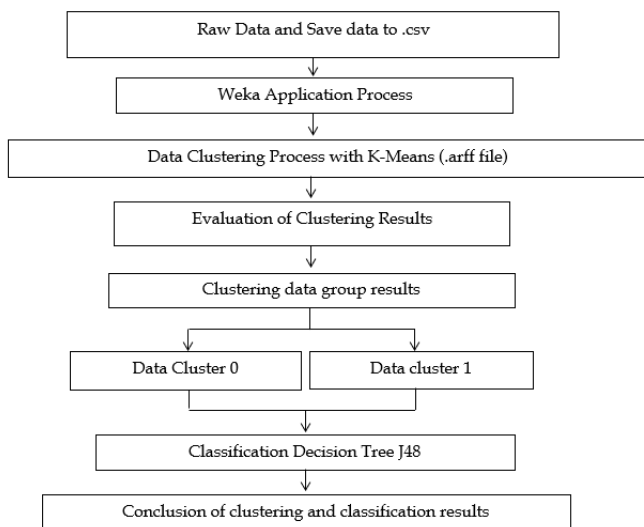 Raw Data and Save data to .csv
Weka Application Process
Data Clustering Process with K-Means (.arff file)
Evaluation of Clustering Results
Clustering data group results
Data Cluster 0
Data cluster 1
Classification Decision Tree J48
Conclusion of clustering and classification results